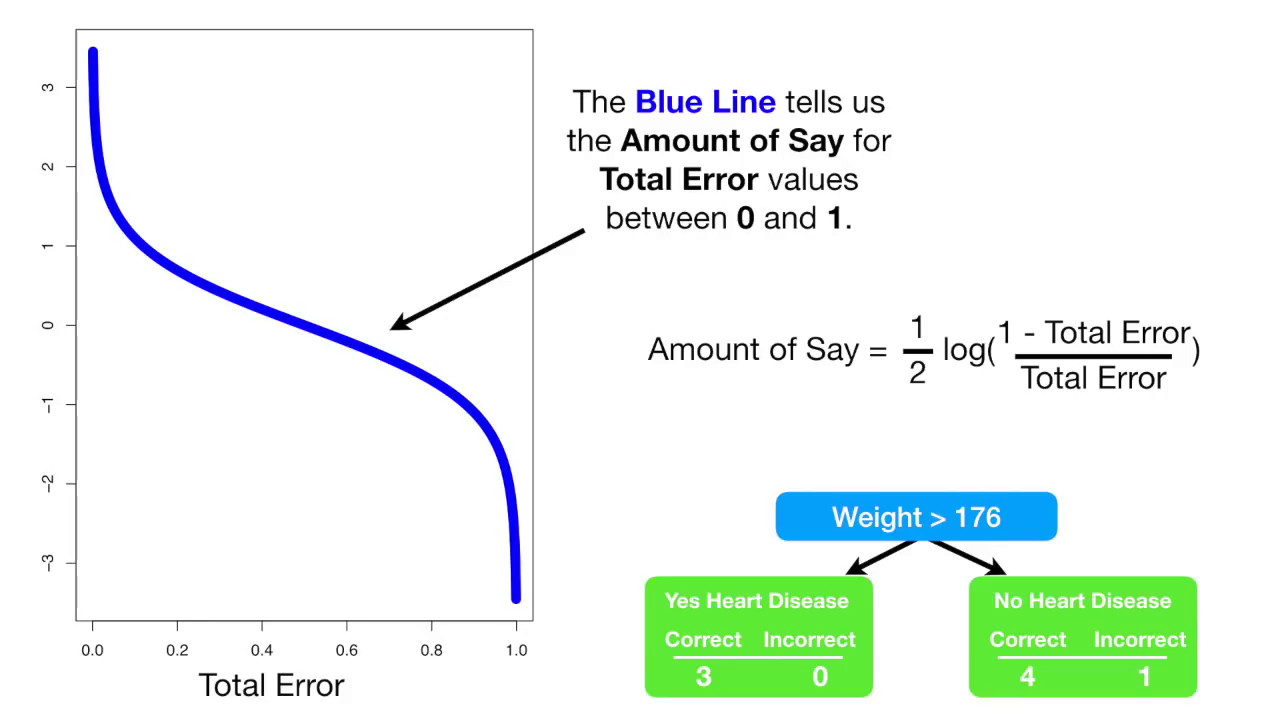 3
2
1
0
−1
−2
−3
0.0 0.2 0.4 0.6 0.8 1.0
Total Error
The Blue Line tells us
the Amount of Say for
Total Error values
between 0 and 1.
Amount of Say = 1/2 log(1 - Total Error/Total Error)
Weight > 176
Yes Heart Disease
Correct Incorrect
3 0
No Heart Disease
Correct Incorrect
4 1